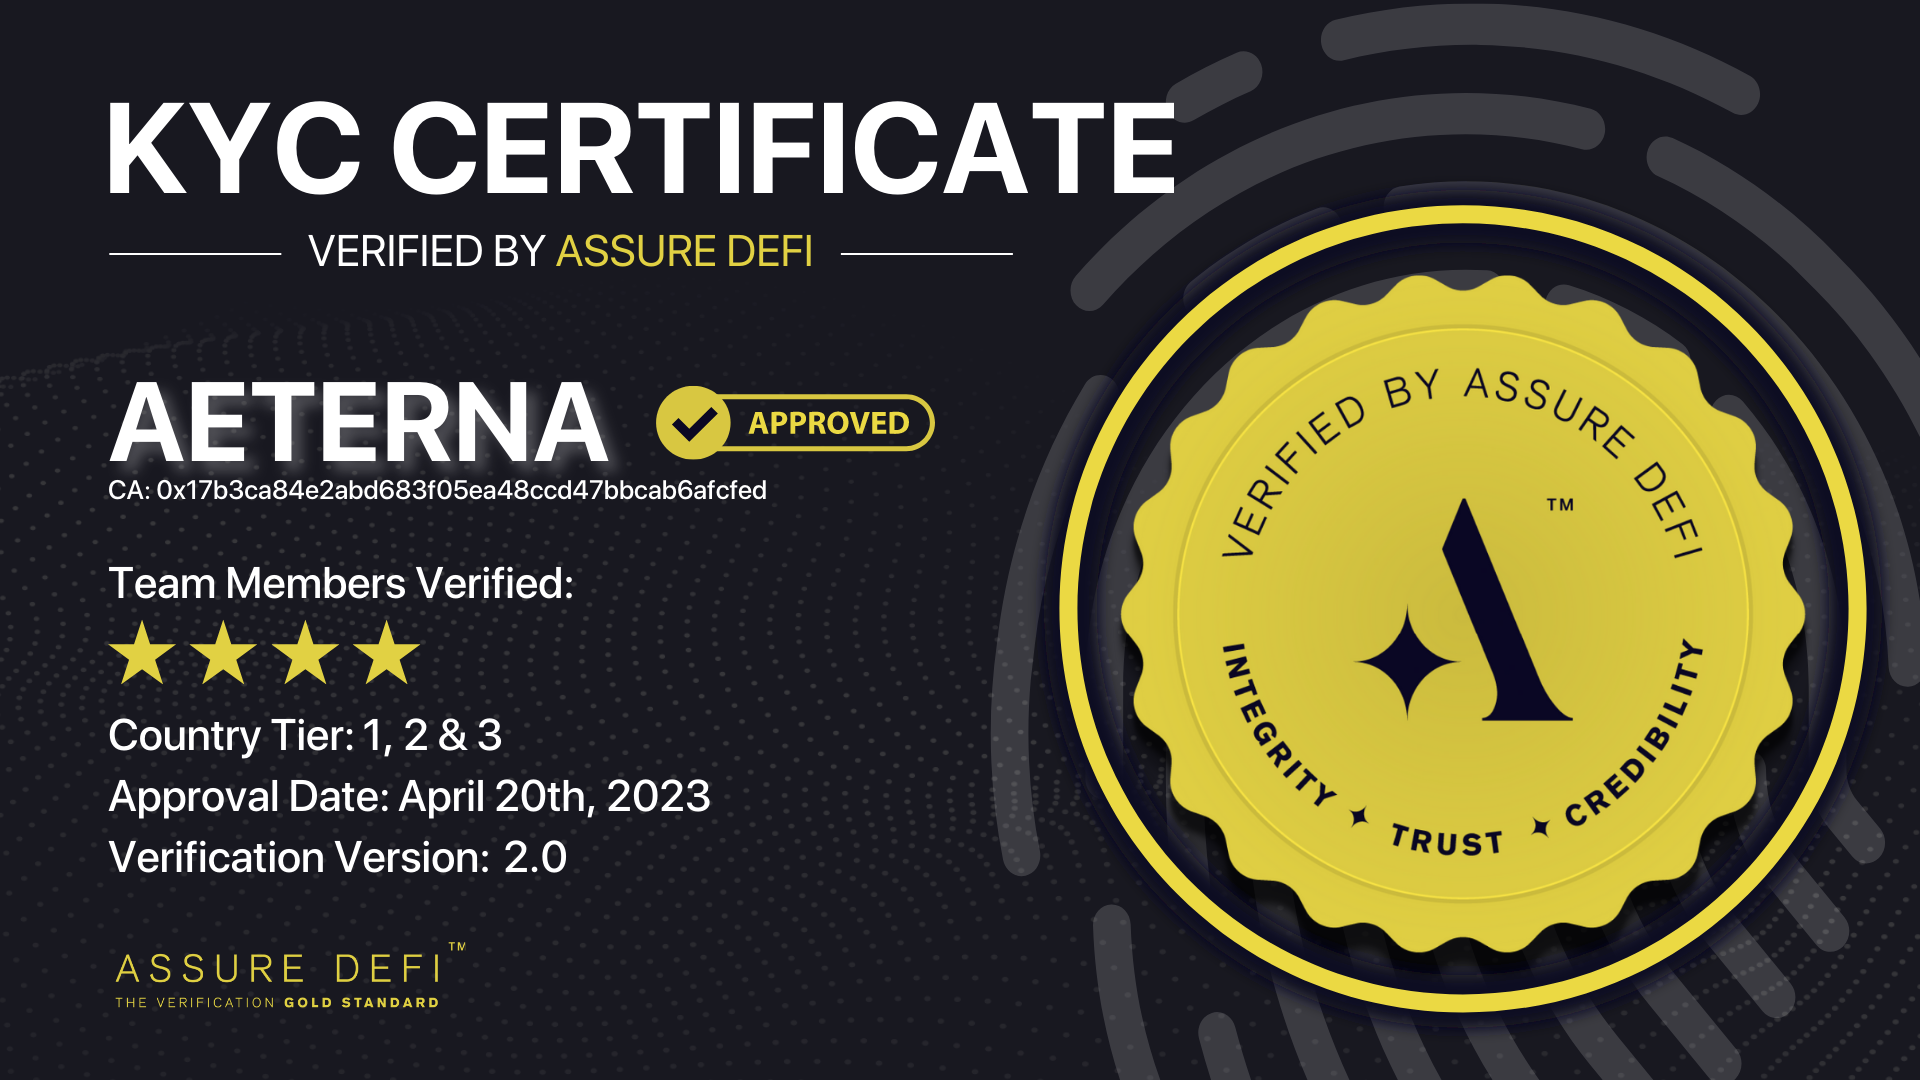 KYC CERTIFICATE
VERIFIED BY ASSURE DEFI
AETERNA
APPROVED
CA: 0x17b3ca84e2abd683f05ea48ccd47bbcab6afcfed
Team Members Verified:
Country Tier: 1, 2 & 3
Approval Date: April 20th, 2023
Verification Version: 2.0
ASSURE DEFI™
THE VERIFICATION GOLD STANDARD
VERIFIED BY ASSURE DEFI
™
INTEGRITY ✦ TRUST ✦ CREDIBILITY